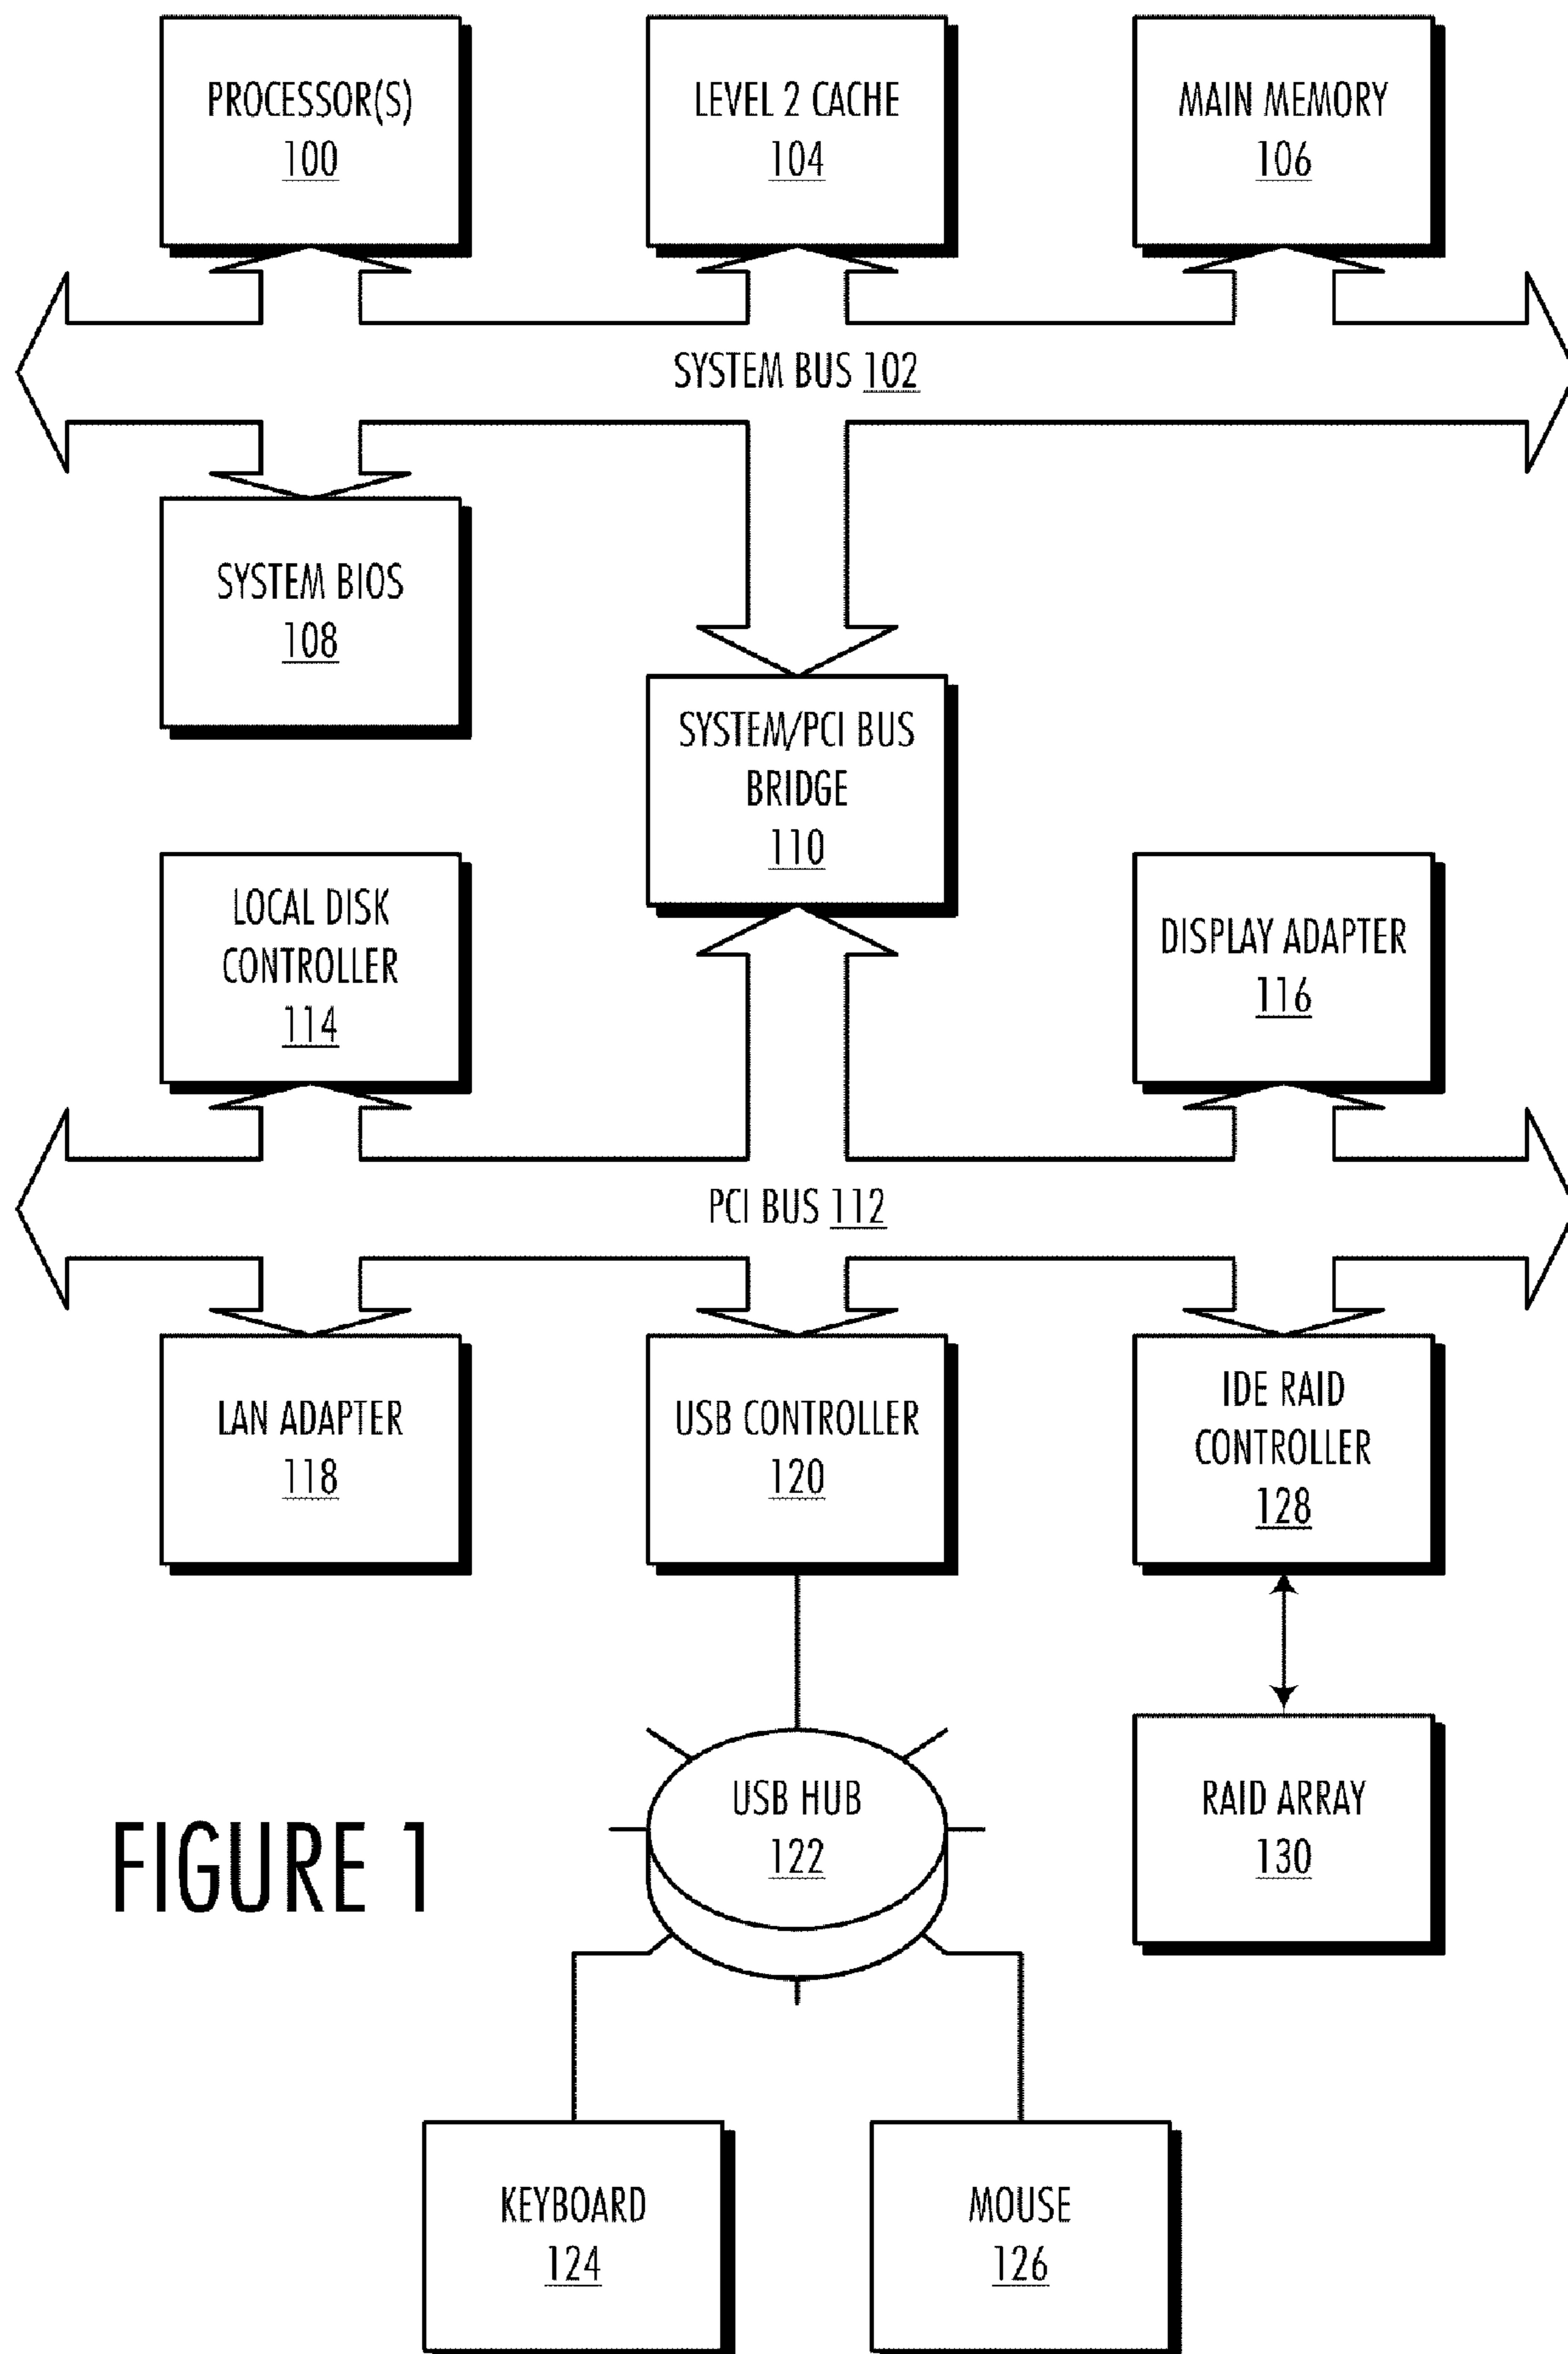 PROCESSOR(S)
100
LEVEL 2 CACHE
104
MAIN MEMORY
106
SYSTEM BUS 102
SYSTEM BIOS
108
SYSTEM/PCI BUS
BRIDGE
110
LOCAL DISK
CONTROLLER
114
DISPLAY ADAPTER
116
PCI BUS 112
LAN ADAPTER
118
USB CONTROLLER
120
IDE RAID
CONTROLLER
128
USB HUB
122
RAID ARRAY
130
FIGURE 1
KEYBOARD
124
MOUSE
126